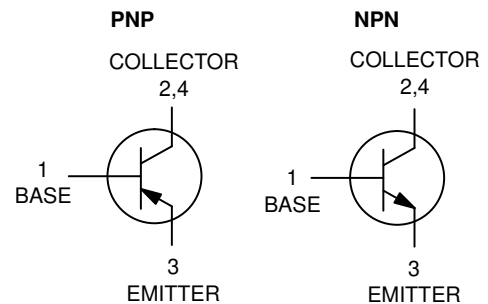 PNP
COLLECTOR
2,4
1
BASE
3
EMITTER
NPN
COLLECTOR
2,4
1
BASE
3
EMITTER